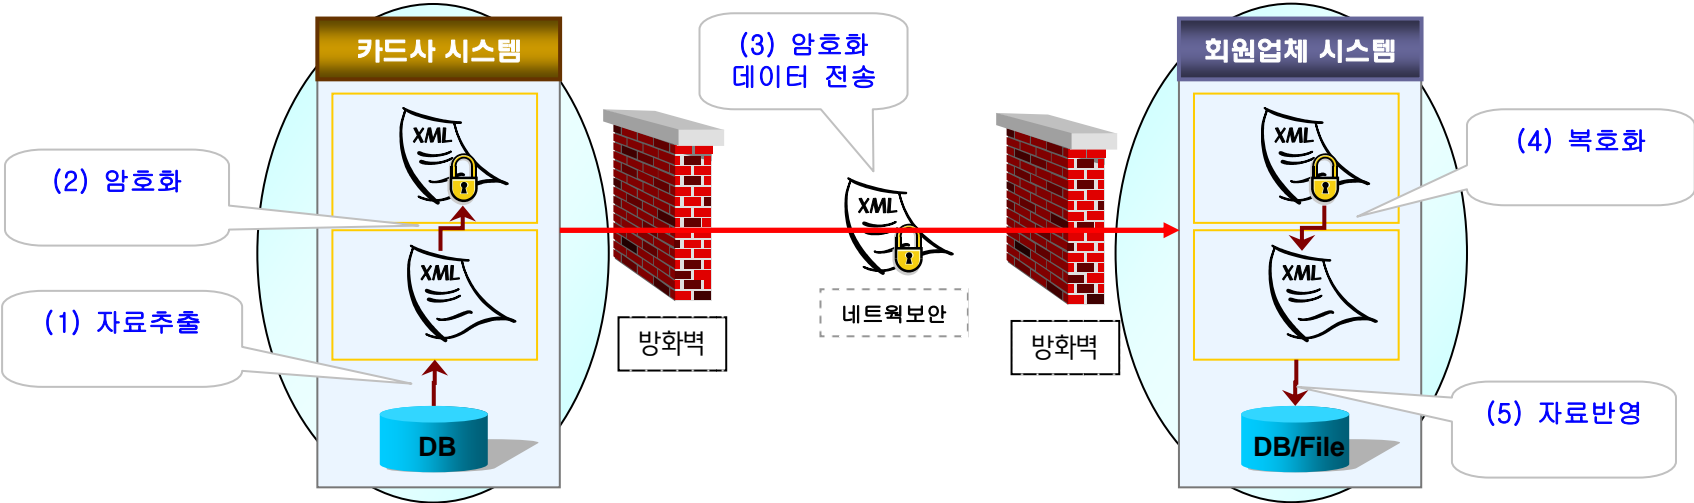 카드사 시스템
(3) 암호화
데이터 전송
회원업체 시스템
XML
XML
(2) 암호화
(4) 복호화
XML
XML
XML
(1) 자료추출
네트웍보안
방화벽
방화벽
(5) 자료반영
DB
DB/File